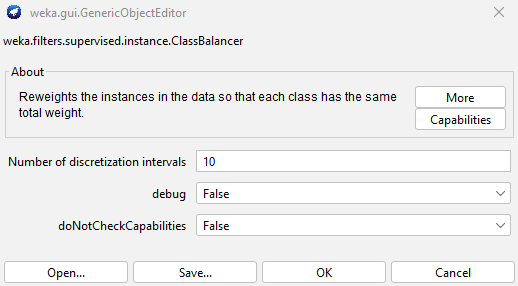 weka.gui.GenericObjectEditor
weka.filters.supervised.instance.ClassBalancer
About
Reweights the instances in the data so that each class has the same
total weight.
More
Capabilities
Number of discretization intervals 10
debug False
doNotCheckCapabilities False
Open... Save... OK Cancel